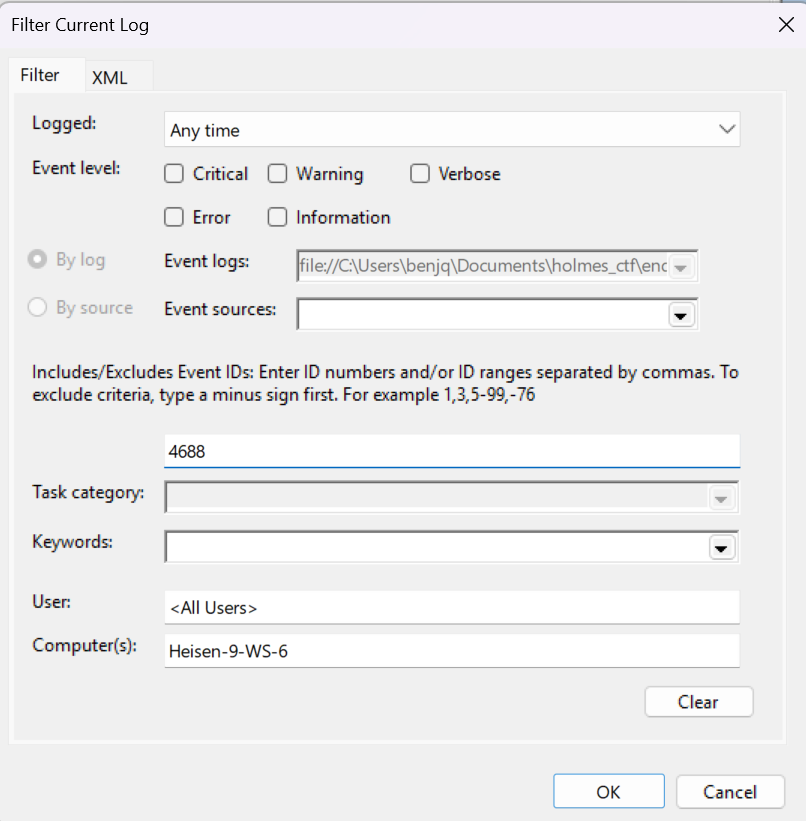 Filter Current Log
Filter XML
Logged: Any time
Event level: Critical Warning Verbose
Error Information
By log Event logs: file://C:\Users\benjq\Documents\holmes_ctf\enc
By source Event sources:
Includes/Excludes Event IDs: Enter ID numbers and/or ID ranges separated by commas. To
exclude criteria, type a minus sign first. For example 1,3,5-99,-76
4688
Task category:
Keywords:
User: <All Users>
Computer(s): Heisen-9-WS-6
Clear
OK Cancel